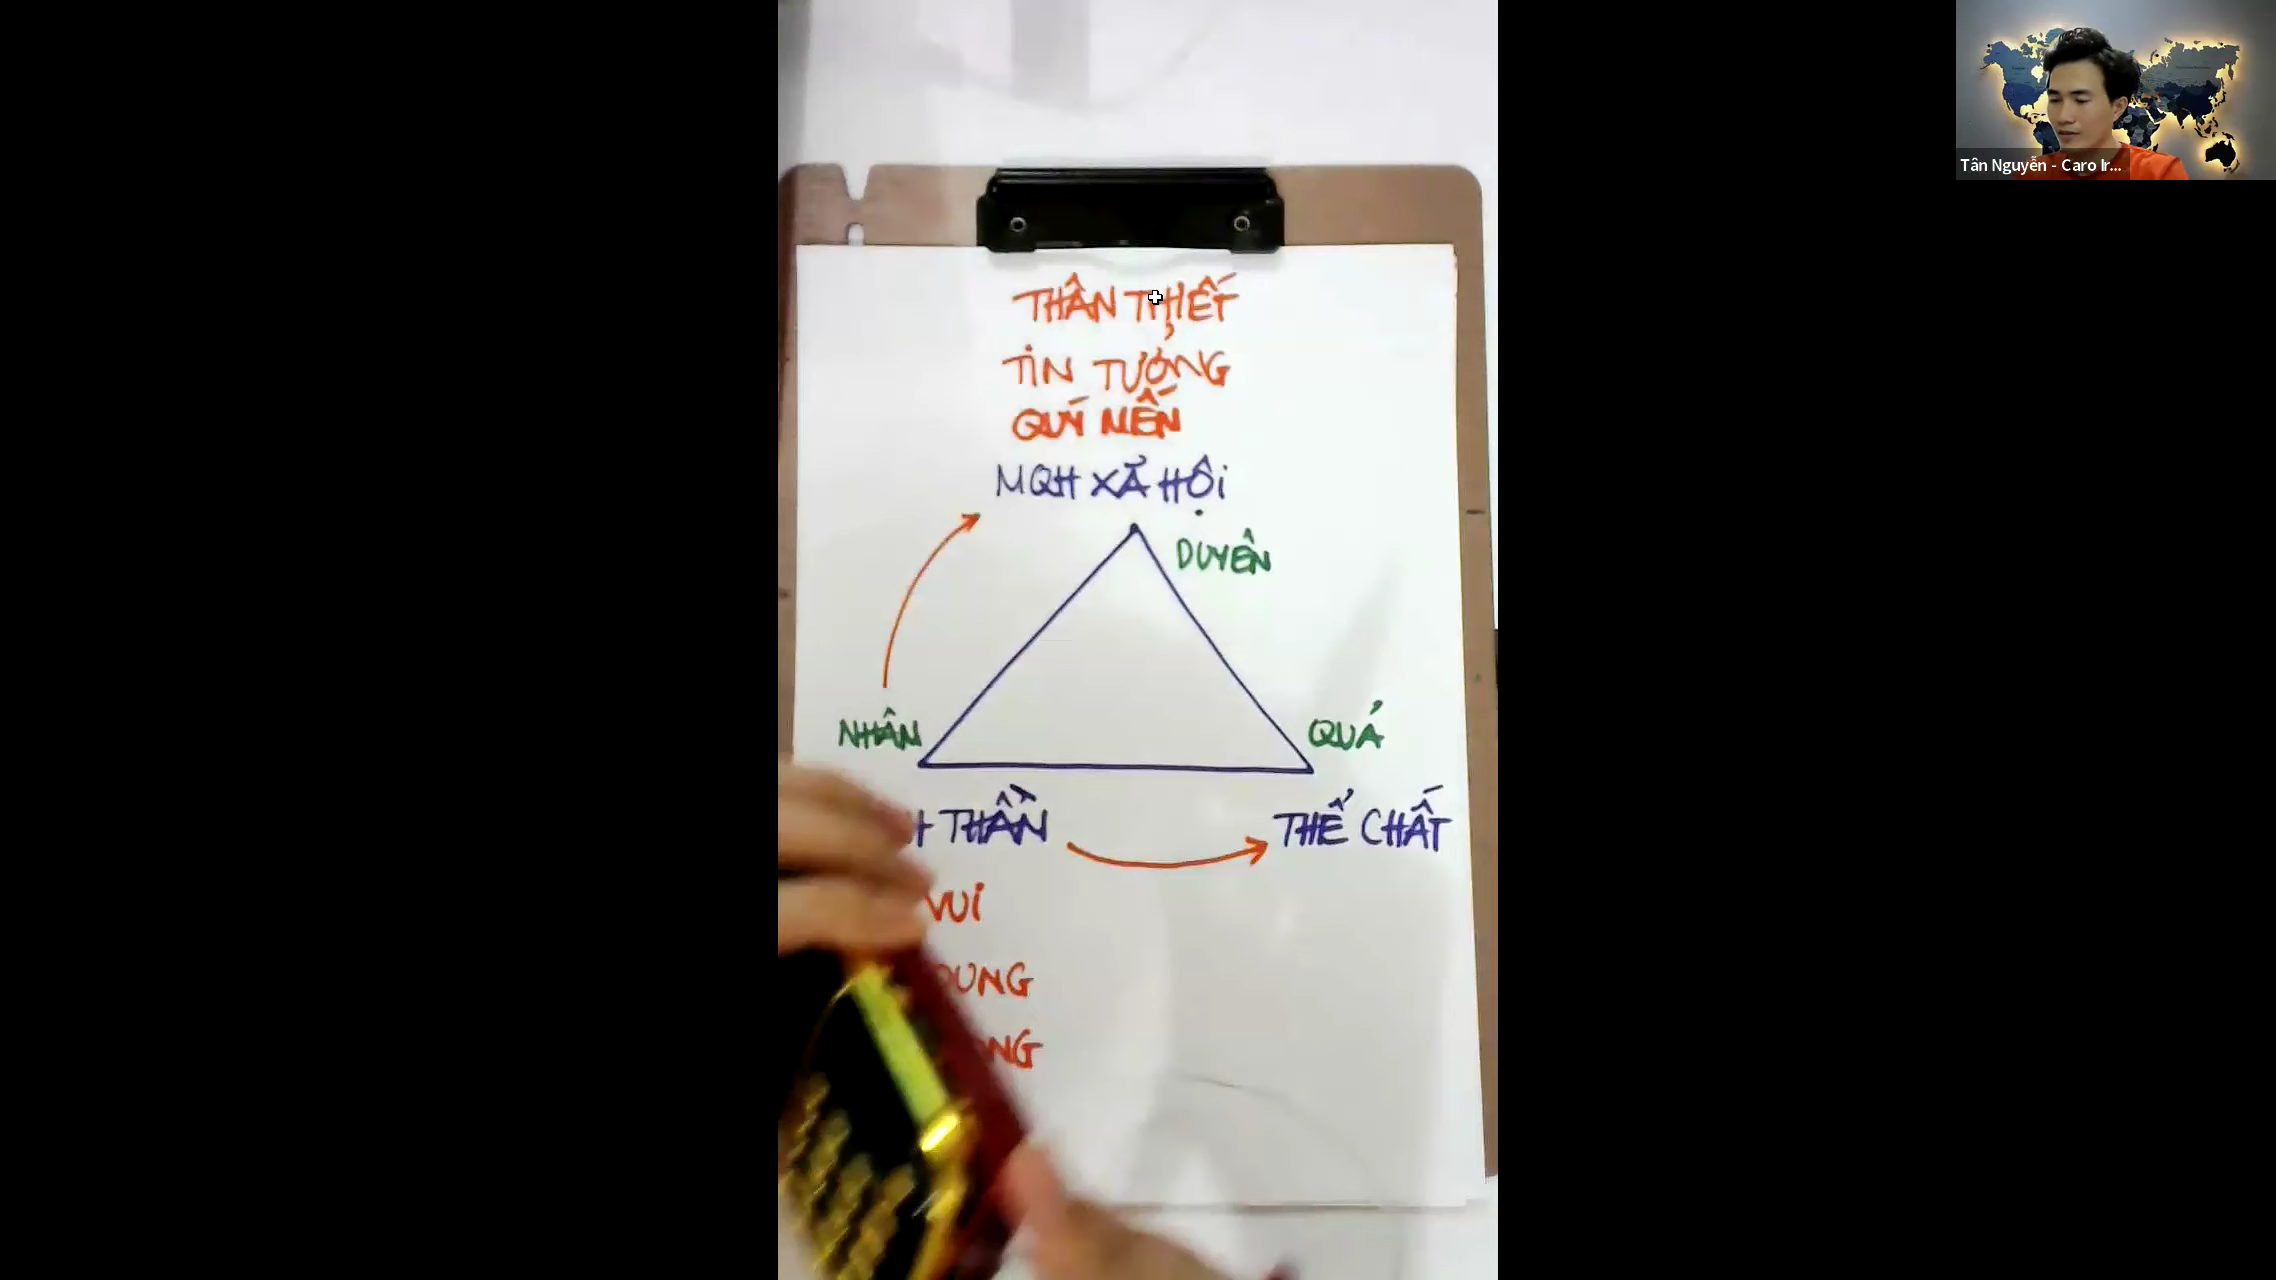 Tân Nguyễn - Caro Ir...
THÂN THIẾT
TIN TƯỞNG
QUÝ MẾN
MQH XÃ HỘI
DUYÊN
NHÂN
QUẢ
THẦN
THỂ CHẤT
VUI
DUNG